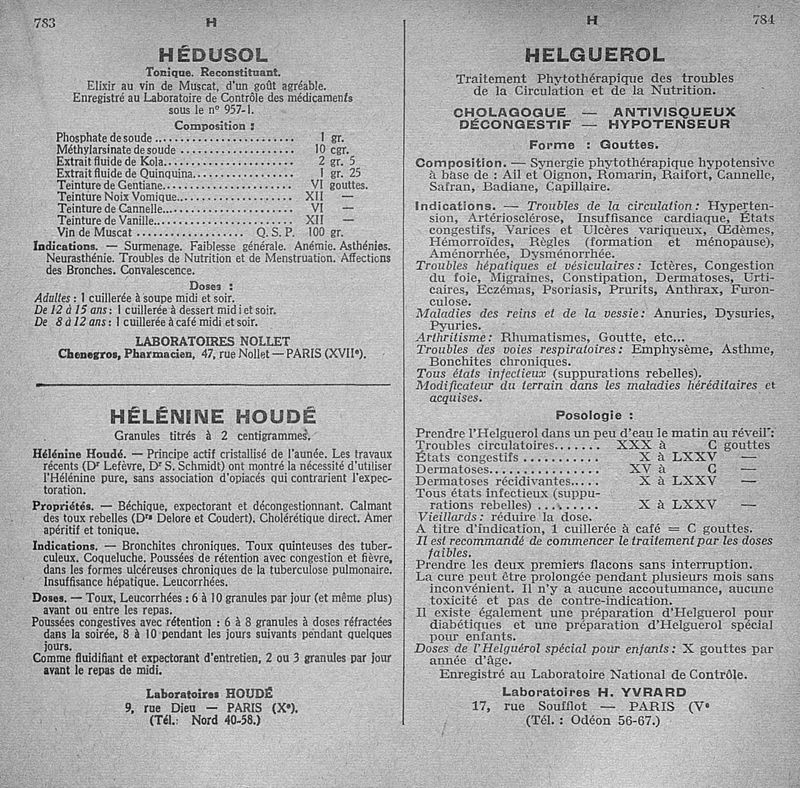 783 H
HÉDUSOL
Tonique. Reconstituant.
Elixir au vin de Muscat, d'un goût agréable.
Enregistré au Laboratoire de Contrôle des médicaments
sous le n° 957-1.
Composition :
Phosphate de soude ........................ 1 gr.
Méthylarsinate de soude .................... 10 cgr.
Extrait fluide de Kola....................... 2 gr. 5
Extrait fluide de Quinquina.................. 1 gr. 25
Teinture de Gentiane....................... VI gouttes.
Teinture Noix Vomique..................... XII —
Teinture de Cannelle....................... VI —
Teinture de Vanille......................... XII —
Vin de Muscat .................. Q. S. P. 100 gr.
Indications. — Surmenage. Faiblesse générale. Anémie. Asthénies.
Neurasthénie. Troubles de Nutrition et de Menstruation. Affections
des Bronches. Convalescence.
Doses :
Adultes : 1 cuillerée à soupe midi et soir.
De 12 à 15 ans : 1 cuillerée à dessert midi et soir.
De 8 à 12 ans : 1 cuillerée à café midi et soir.
LABORATOIRES NOLLET
Chenegros, Pharmacien, 47, rue Nollet — PARIS (XVIIe).
HÉLÉNINE HOUDÉ
Granules titrés à 2 centigrammes.
Hélénine Houdé. — Principe actif cristallisé de l'aunée. Les travaux
récents (Dr Lefèvre, Dr S. Schmidt) ont montré la nécessité d'utiliser
l'Hélénine pure, sans association d'opiacés qui contrarient l'expec-
toration.
Propriétés. — Béchique, expectorant et décongestionnant. Calmant
des toux rebelles (Drs Delore et Coudert). Cholérétique direct. Amer
apéritif et tonique.
Indications. — Bronchites chroniques. Toux quinteuses des tuber-
culeux. Coqueluche. Poussées de rétention avec congestion et fièvre,
dans les formes ulcéreuses chroniques de la tuberculose pulmonaire.
Insuffisance hépatique. Leucorrhées.
Doses. — Toux, Leucorrhées : 6 à 10 granules par jour (et même plus)
avant ou entre les repas.
Poussées congestives avec rétention : 6 à 8 granules à doses réfractées
dans la soirée, 8 à 10 pendant les jours suivants pendant quelques
jours.
Comme fluidifiant et expectorant d'entretien, 2 ou 3 granules par jour
avant le repas de midi.
Laboratoires HOUDÉ
9, rue Dieu — PARIS (Xe).
(Tél.: Nord 40-58.)
H 784
HELGUEROL
Traitement Phytothérapique des troubles
de la Circulation et de la Nutrition.
CHOLAGOGUE — ANTIVISQUEUX
DÉCONGESTIF — HYPOTENSEUR
Forme : Gouttes.
Composition. — Synergie phytothérapique hypotensive
à base de : Ail et Oignon, Romarin, Raifort, Cannelle,
Safran, Badiane, Capillaire.
Indications. — Troubles de la circulation : Hyperten-
sion, Artériosclérose, Insuffisance cardiaque, États
congestifs, Varices et Ulcères variqueux, Œdèmes,
Hémorroïdes, Règles (formation et ménopause),
Aménorrhée, Dysménorrhée.
Troubles hépatiques et vésiculaires : Ictères, Congestion
du foie, Migraines, Constipation, Dermatoses, Urti-
caires, Eczémas, Psoriasis, Prurits, Anthrax, Furon-
culose.
Maladies des reins et de la vessie : Anuries, Dysuries,
Pyuries.
Arthritisme : Rhumatismes, Goutte, etc...
Troubles des voies respiratoires : Emphysème, Asthme,
Bonchites chroniques.
Tous états infectieux (suppurations rebelles).
Modificateur du terrain dans les maladies héréditaires et
acquises.
Posologie :
Prendre l'Helguerol dans un peu d'eau le matin au réveil :
Troubles circulatoires....... XXX à C gouttes
États congestifs ............ X à LXXV —
Dermatoses................ XV à C —
Dermatoses récidivantes..... X à LXXV —
Tous états infectieux (suppu-
rations rebelles) .......... X à LXXV —
Vieillards : réduire la dose.
A titre d'indication, 1 cuillerée à café = C gouttes.
Il est recommandé de commencer le traitement par les doses
faibles.
Prendre les deux premiers flacons sans interruption.
La cure peut être prolongée pendant plusieurs mois sans
inconvénient. Il n'y a aucune accoutumance, aucune
toxicité et pas de contre-indication.
Il existe également une préparation d'Helguerol pour
diabétiques et une préparation d'Helguerol spécial
pour enfants.
Doses de l'Helguérol spécial pour enfants : X gouttes par
année d'âge.
Enregistré au Laboratoire National de Contrôle.
Laboratoires H. YVRARD
17, rue Soufflot — PARIS (Ve
(Tél. : Odéon 56-67.)